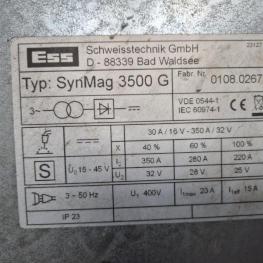 ESS Schweisstechnik GmbH
D - 88339 Bad Waldsee
Typ: SynMag 3500 G Fabr. Nr. 0108.0267
3~ VDE 0544-1
IEC 60974-1
30 A / 16 V - 350 A / 32 V
X 40 % 60 % 100 %
S U₀ 15 - 45 V I₂ 350 A 280 A 220 A
U₂ 32 V 28 V 25 V
3 ~ 50 Hz U₁ 400V I₁max 23 A I₁eff 15 A
IP 23